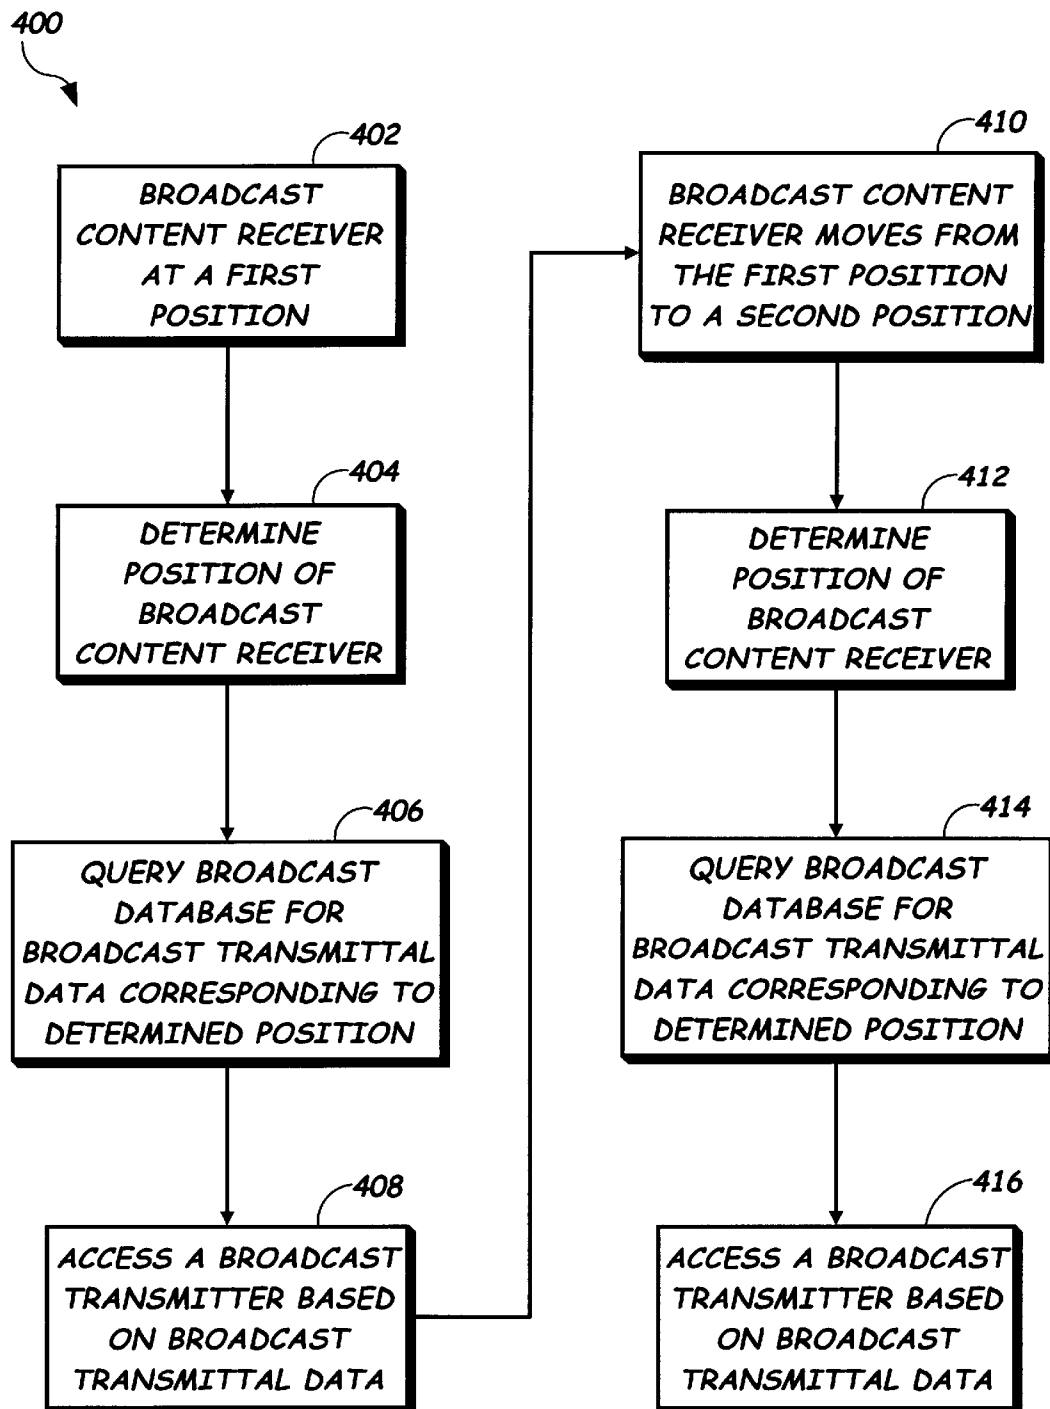 400
402
BROADCAST
CONTENT RECEIVER
AT A FIRST
POSITION
404
DETERMINE
POSITION OF
BROADCAST
CONTENT RECEIVER
406
QUERY BROADCAST
DATABASE FOR
BROADCAST TRANSMITTAL
DATA CORRESPONDING TO
DETERMINED POSITION
408
ACCESS A BROADCAST
TRANSMITTER BASED
ON BROADCAST
TRANSMITTAL DATA
410
BROADCAST CONTENT
RECEIVER MOVES FROM
THE FIRST POSITION
TO A SECOND POSITION
412
DETERMINE
POSITION OF
BROADCAST
CONTENT RECEIVER
414
QUERY BROADCAST
DATABASE FOR
BROADCAST TRANSMITTAL
DATA CORRESPONDING TO
DETERMINED POSITION
416
ACCESS A BROADCAST
TRANSMITTER BASED
ON BROADCAST
TRANSMITTAL DATA